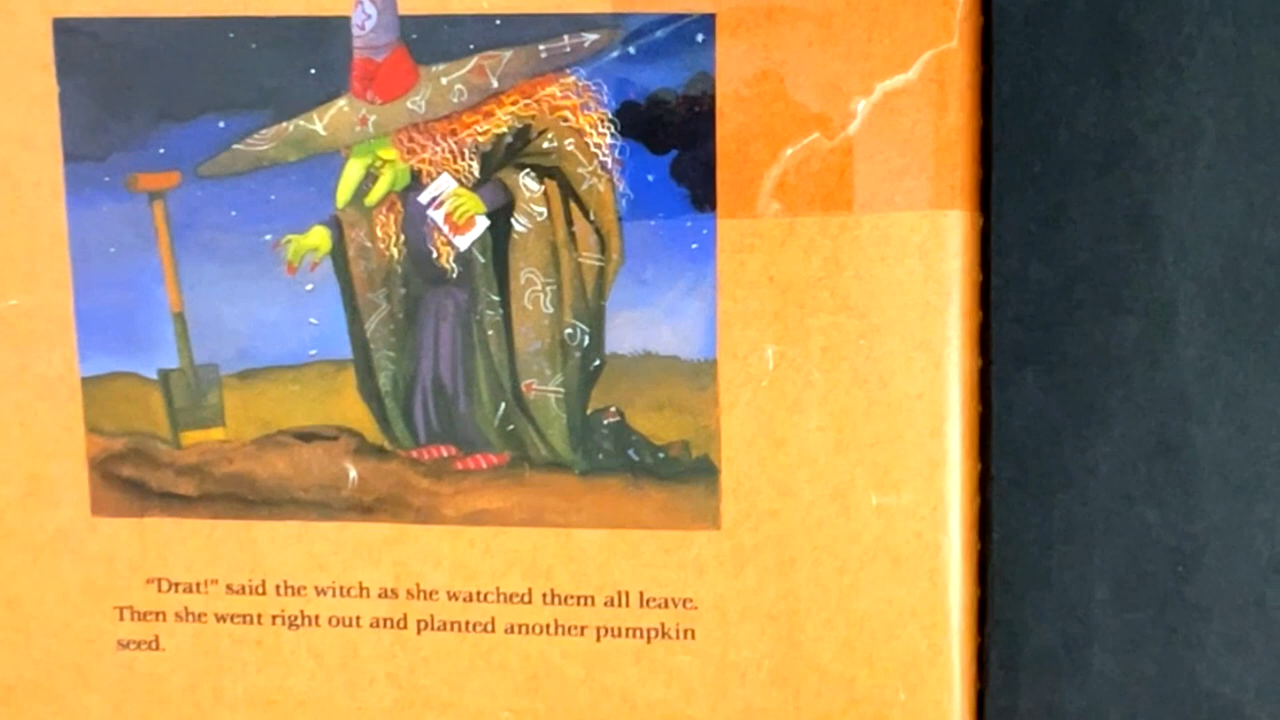 "Drat!" said the witch as she watched them all leave.
Then she went right out and planted another pumpkin
seed.